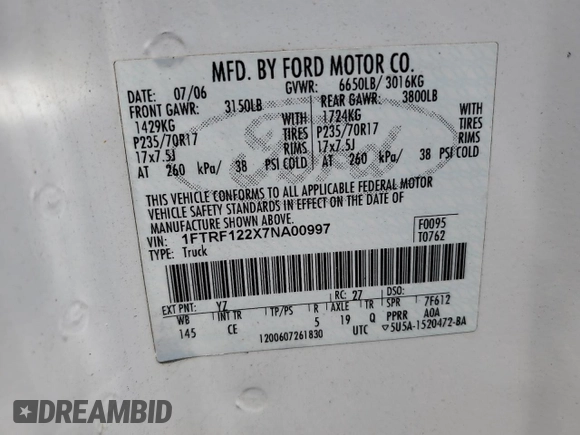 MFD. BY FORD MOTOR CO.
DATE: 07/06 GVWR: 6650LB/ 3016KG
FRONT GAWR: 3150LB REAR GAWR: 3800LB
1429KG 1724KG
P235/70R17 TIRES P235/70R17 TIRES
17x7.5J RIMS 17x7.5J RIMS
AT 260 kPa/ 38 PSI COLD AT 260 kPa/ 38 PSI COLD
THIS VEHICLE CONFORMS TO ALL APPLICABLE FEDERAL MOTOR
VEHICLE SAFETY STANDARDS IN EFFECT ON THE DATE OF
MANUFACTURE SHOWN ABOVE.
VIN: 1FTRF122X7NA00997 F0095
TYPE: Truck T0762
EXT PNT: YZ RC: 27 DSO:
WB INT TR TP/PS R AXLE TR SPR 7F612
145 CE 5 19 Q PPRR A0A
1200607261830 UTC 5U5A-1520472-BA
Ford
DREAMBID